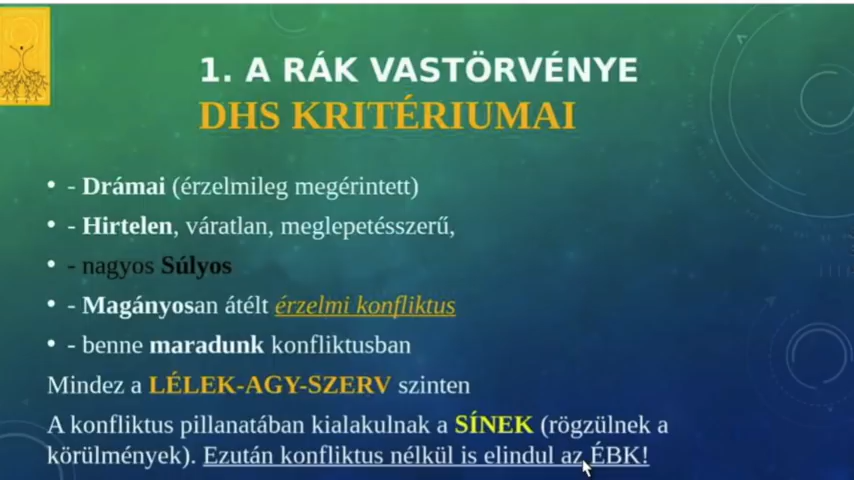 1. A RÁK VASTÖRVÉNYE
DHS KRITÉRIUMAI
• - Drámai (érzelmileg megérintett)
• - Hirtelen, váratlan, meglepetésszerű,
• - nagyos Súlyos
• - Magányosan átélt érzelmi konfliktus
• - benne maradunk konfliktusban
Mindez a LÉLEK-AGY-SZERV szinten
A konfliktus pillanatában kialakulnak a SÍNEK (rögzülnek a
körülmények). Ezután konfliktus nélkül is elindul az ÉBK!